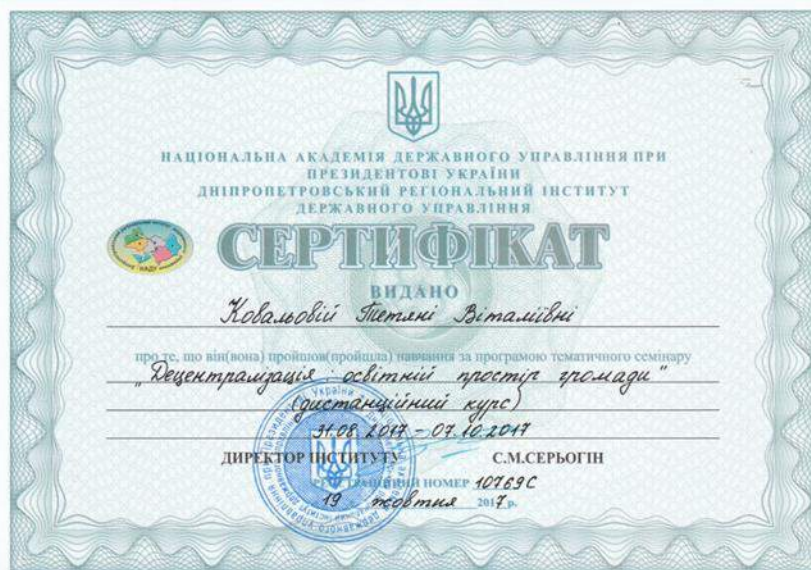 НАЦІОНАЛЬНА АКАДЕМІЯ ДЕРЖАВНОГО УПРАВЛІННЯ ПРИ
ПРЕЗИДЕНТОВІ УКРАЇНИ
ДНІПРОПЕТРОВСЬКИЙ РЕГІОНАЛЬНИЙ ІНСТИТУТ
ДЕРЖАВНОГО УПРАВЛІННЯ
НАДУ
СЕРТИФІКАТ
ВИДАНО
Ковальовій Тетяні Віталіївні
про те, що він(вона) пройшов(пройшла) навчання за програмою тематичного семінару
"Децентралізація: освітній простір громади"
(дистанційний курс)
31.08.2017 - 07.10.2017
ДИРЕКТОР ІНСТИТУТУ С.М.СЕРЬОГІН
РЕЄСТРАЦІЙНИЙ НОМЕР 10769С
19 жовтня 2017 р.